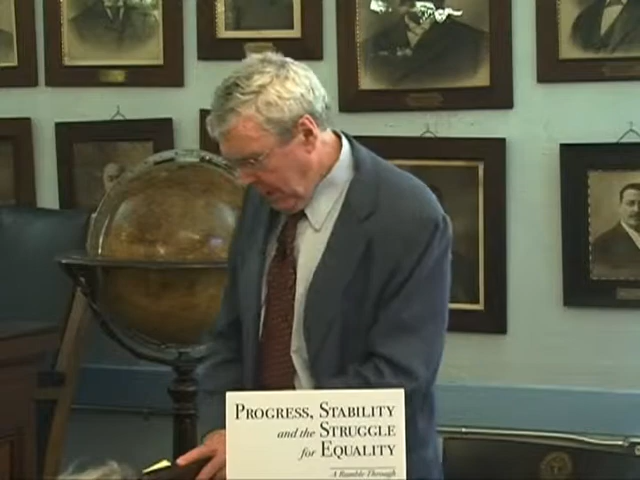 PROGRESS, STABILITY
and the STRUGGLE
for EQUALITY
A Ramble Through